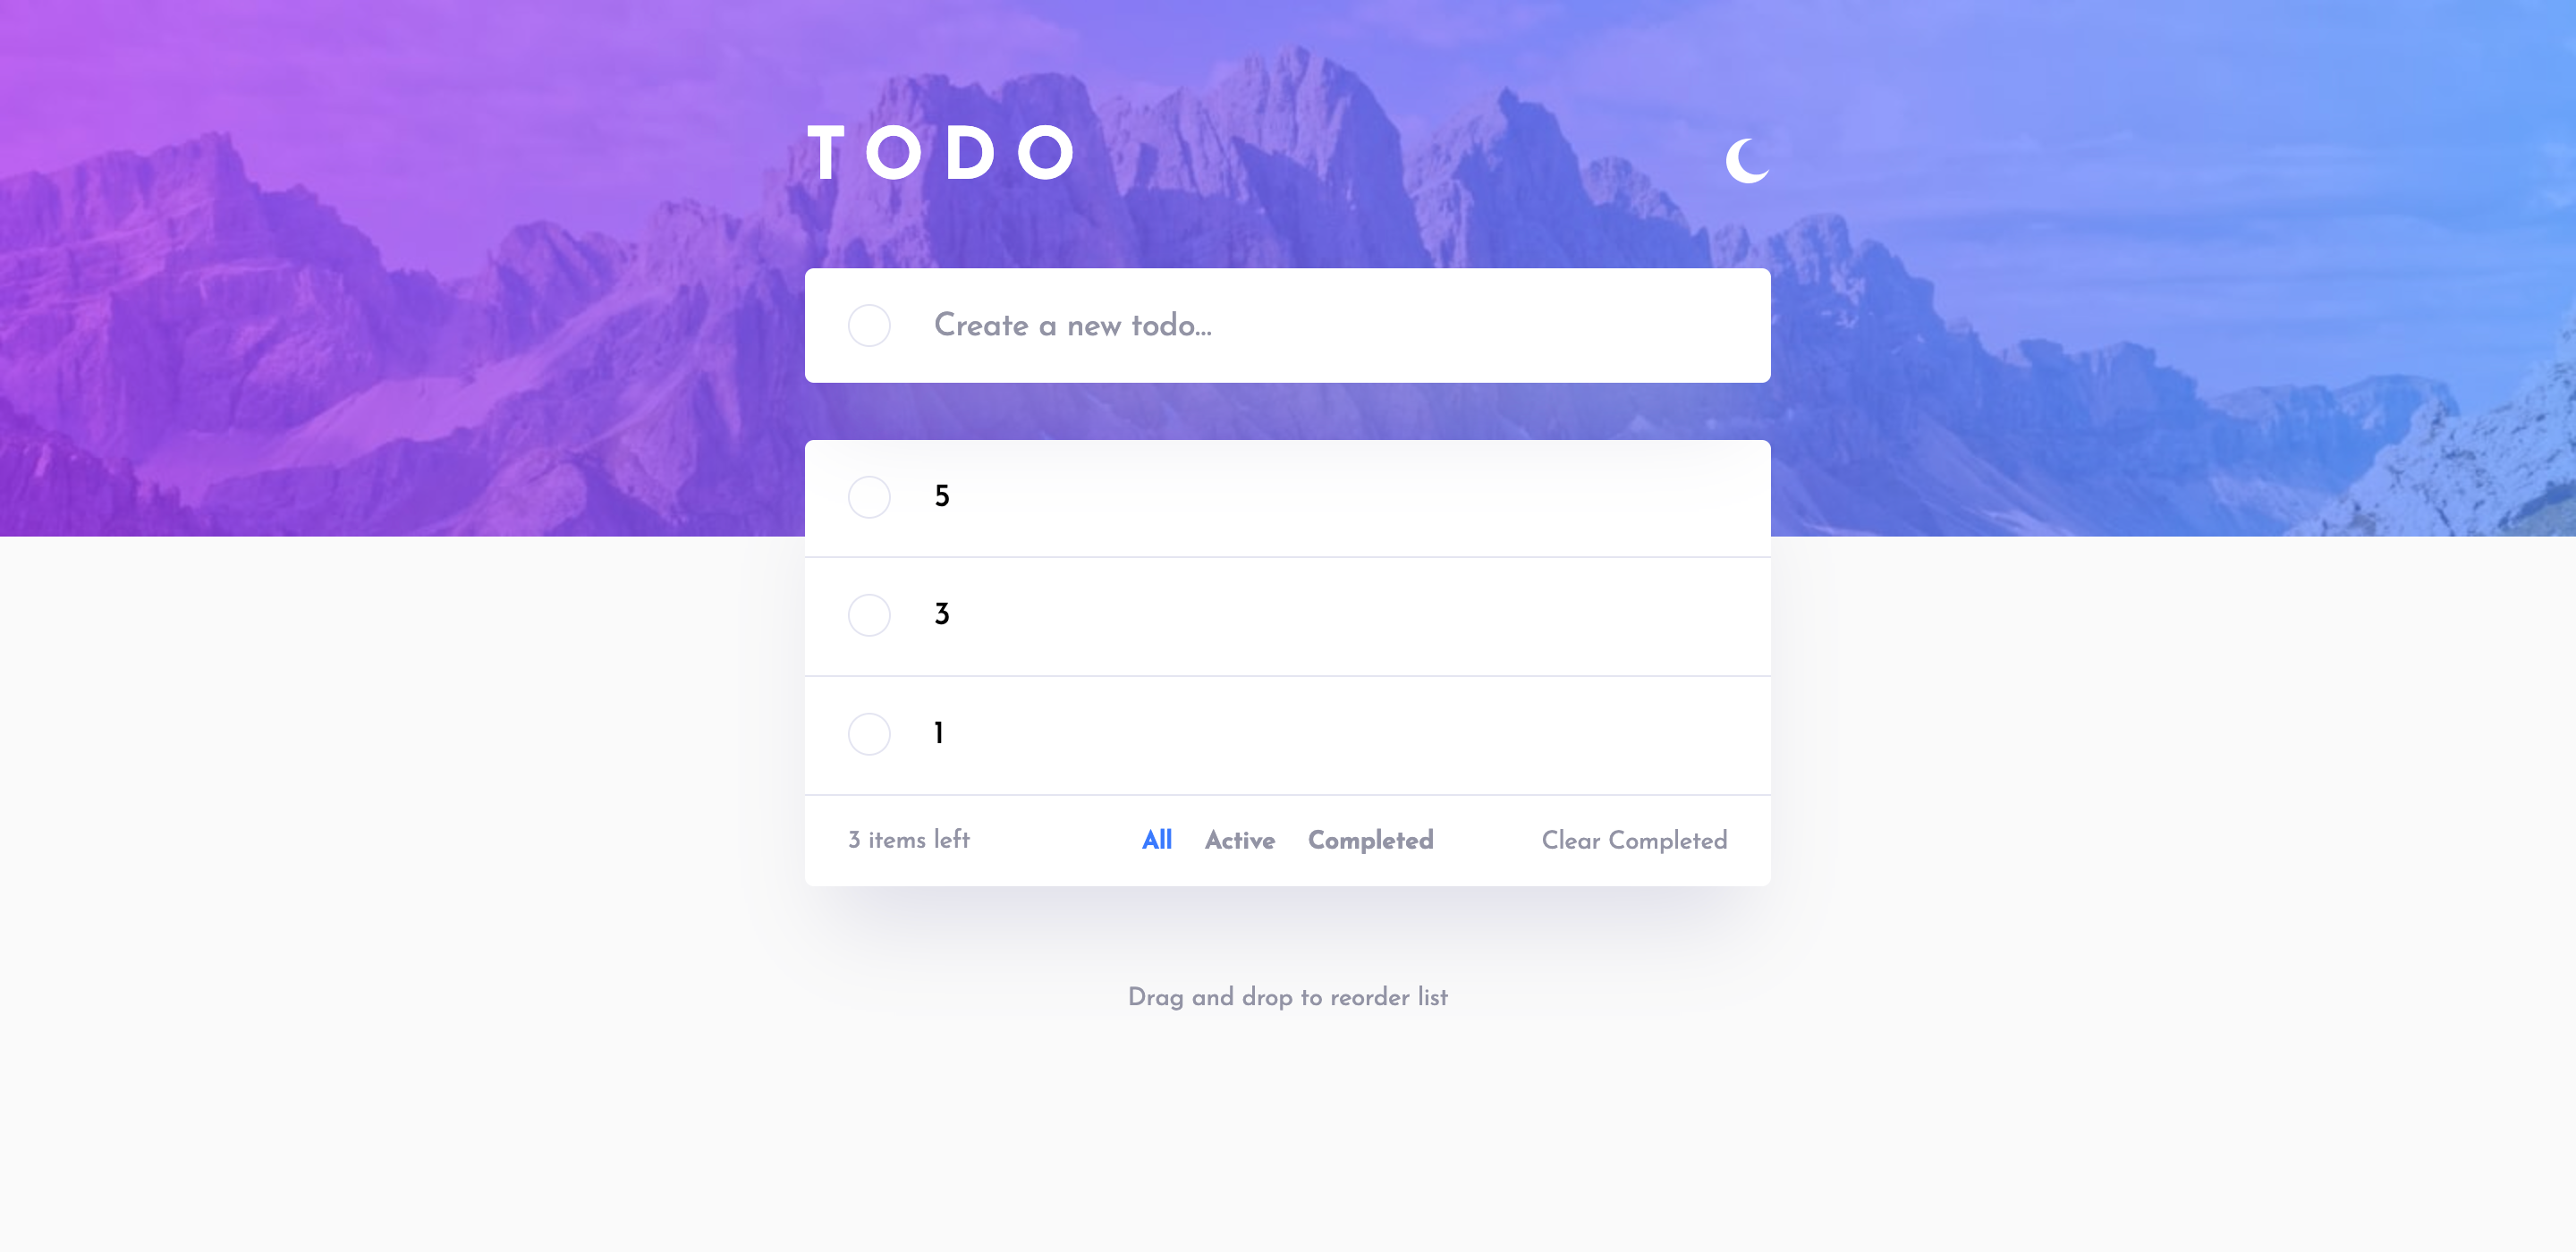 TODO
Create a new todo...
5
3
1
3 items left All Active Completed Clear Completed
Drag and drop to reorder list